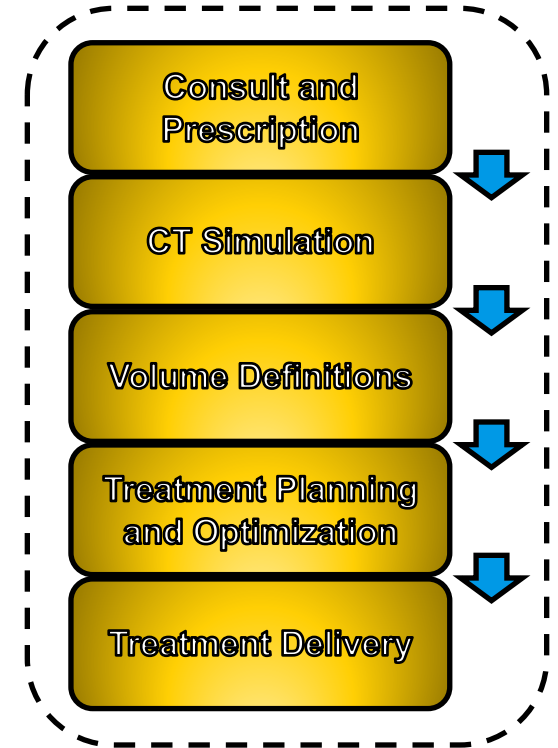 Consult and
Prescription
CT Simulation
Volume Definitions
Treatment Planning
and Optimization
Treatment Delivery